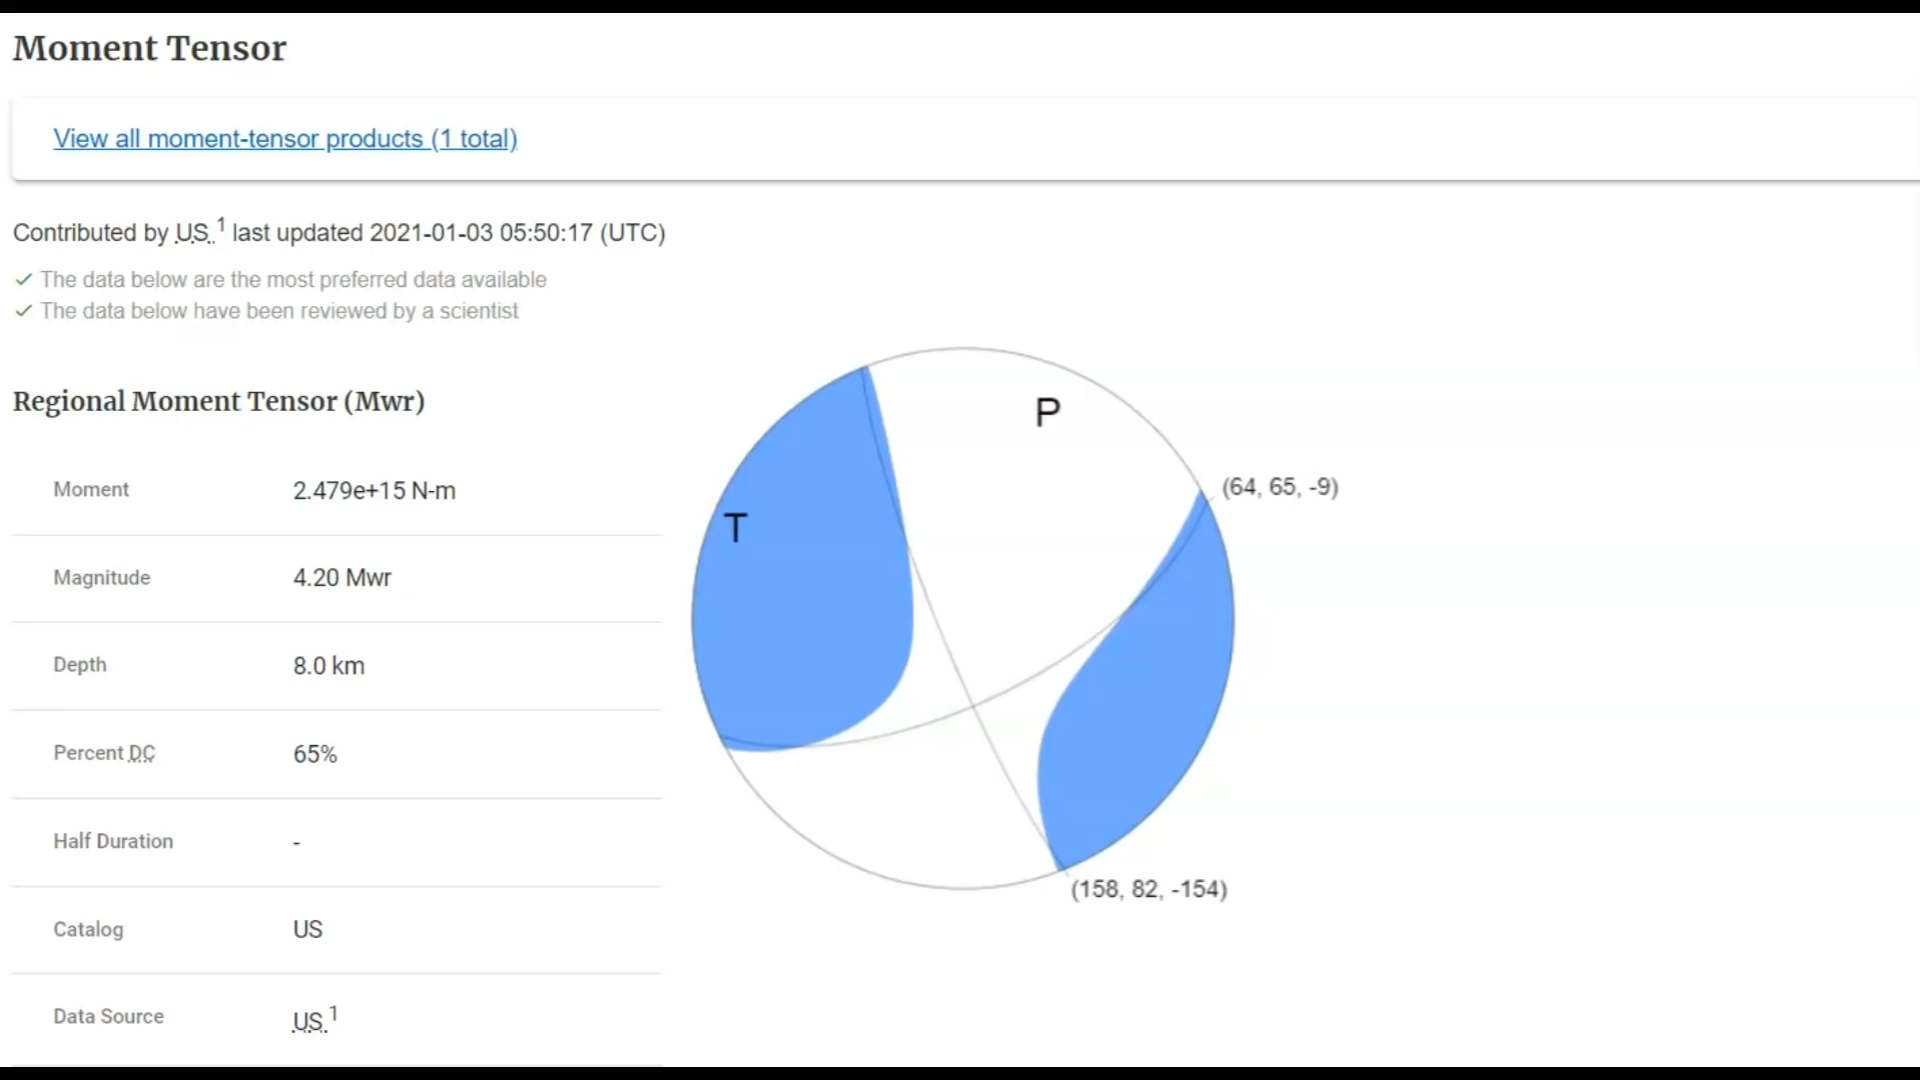 Moment Tensor
View all moment-tensor products (1 total)
Contributed by US 1 last updated 2021-01-03 05:50:17 (UTC)
✓ The data below are the most preferred data available
✓ The data below have been reviewed by a scientist
Regional Moment Tensor (Mwr)
Moment 2.479e+15 N-m
Magnitude 4.20 Mwr
Depth 8.0 km
Percent DC 65%
Half Duration -
Catalog US
Data Source US 1
P
T
(64, 65, -9)
(158, 82, -154)